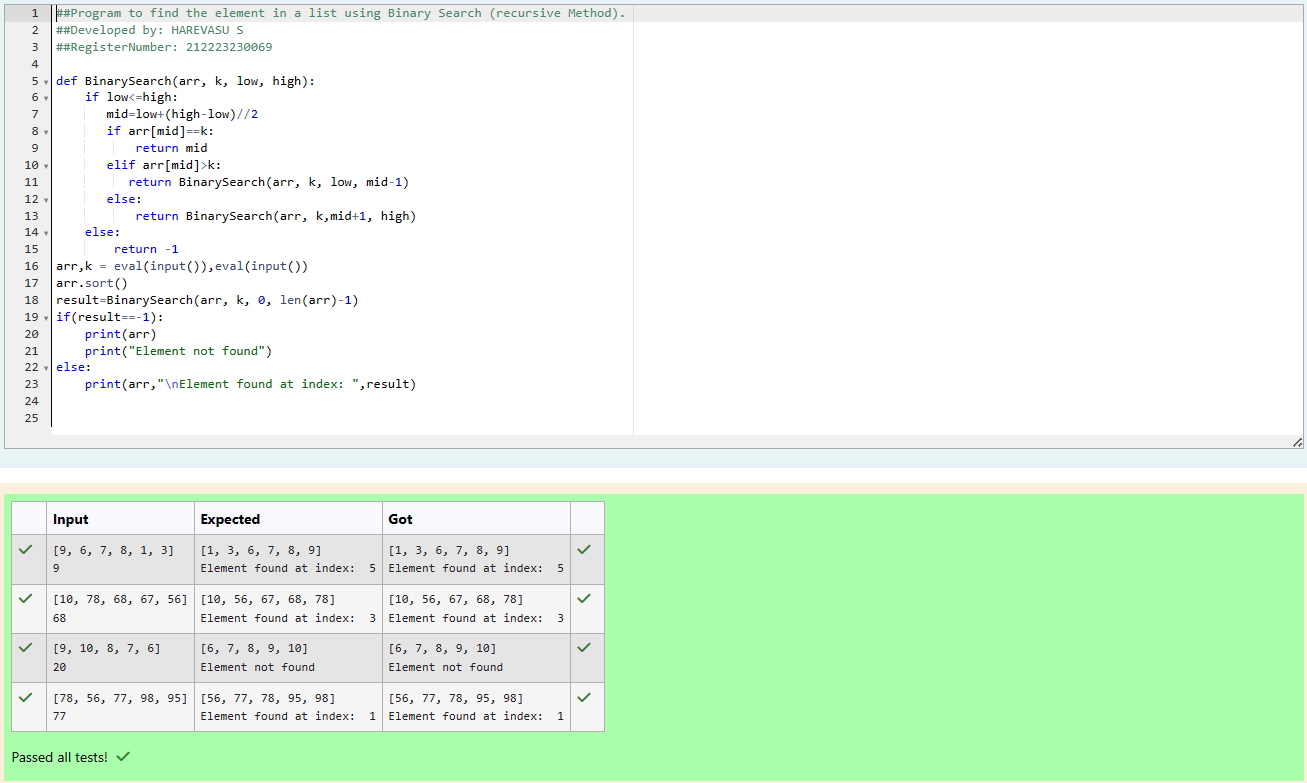 1 ##Program to find the element in a list using Binary Search (recursive Method).
2 ##Developed by: HAREVASU S
3 ##RegisterNumber: 212223230069
4
5 def BinarySearch(arr, k, low, high):
6     if low<=high:
7        mid=low+(high-low)//2
8        if arr[mid]==k:
9            return mid
10        elif arr[mid]>k:
11           return BinarySearch(arr, k, low, mid-1)
12        else:
13            return BinarySearch(arr, k,mid+1, high)
14     else:
15         return -1
16 arr,k = eval(input()),eval(input())
17 arr.sort()
18 result=BinarySearch(arr, k, 0, len(arr)-1)
19 if(result==-1):
20     print(arr)
21     print("Element not found")
22 else:
23     print(arr,"\nElement found at index: ",result)
24
25
Input Expected Got
[9, 6, 7, 8, 1, 3] [1, 3, 6, 7, 8, 9] [1, 3, 6, 7, 8, 9]
9 Element found at index:  5 Element found at index:  5
[10, 78, 68, 67, 56] [10, 56, 67, 68, 78] [10, 56, 67, 68, 78]
68 Element found at index:  3 Element found at index:  3
[9, 10, 8, 7, 6] [6, 7, 8, 9, 10] [6, 7, 8, 9, 10]
20 Element not found Element not found
[78, 56, 77, 98, 95] [56, 77, 78, 95, 98] [56, 77, 78, 95, 98]
77 Element found at index:  1 Element found at index:  1
Passed all tests!